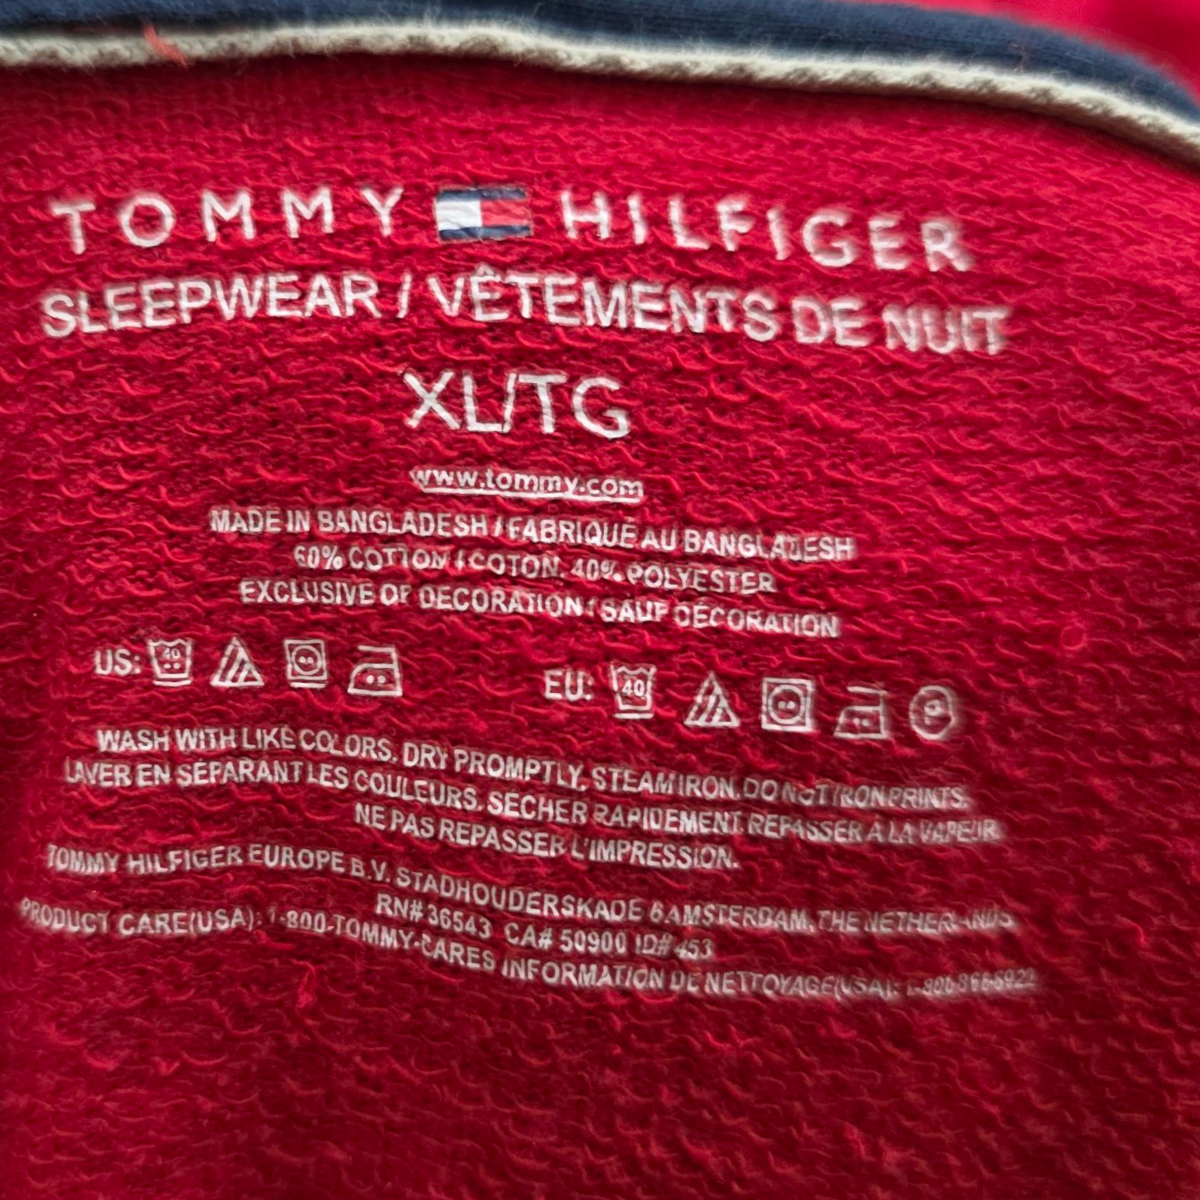 TOMMY HILFIGER
SLEEPWEAR / VÊTEMENTS DE NUIT
XL/TG
www.tommy.com
MADE IN BANGLADESH / FABRIQUÉ AU BANGLADESH
60% COTTON / COTON, 40% POLYESTER
EXCLUSIVE OF DECORATION / SAUF DÉCORATION
US: 40 EU: 40 P
WASH WITH LIKE COLORS. DRY PROMPTLY. STEAM IRON. DO NOT IRON PRINTS.
LAVER EN SÉPARANT LES COULEURS. SÉCHER RAPIDEMENT. REPASSER À LA VAPEUR.
NE PAS REPASSER L'IMPRESSION.
TOMMY HILFIGER EUROPE B.V. STADHOUDERSKADE 6 AMSTERDAM, THE NETHERLANDS
RN# 36543 CA# 50900 ID# 453
PRODUCT CARE(USA): 1-800-TOMMY-CARES INFORMATION DE NETTOYAGE(USA):